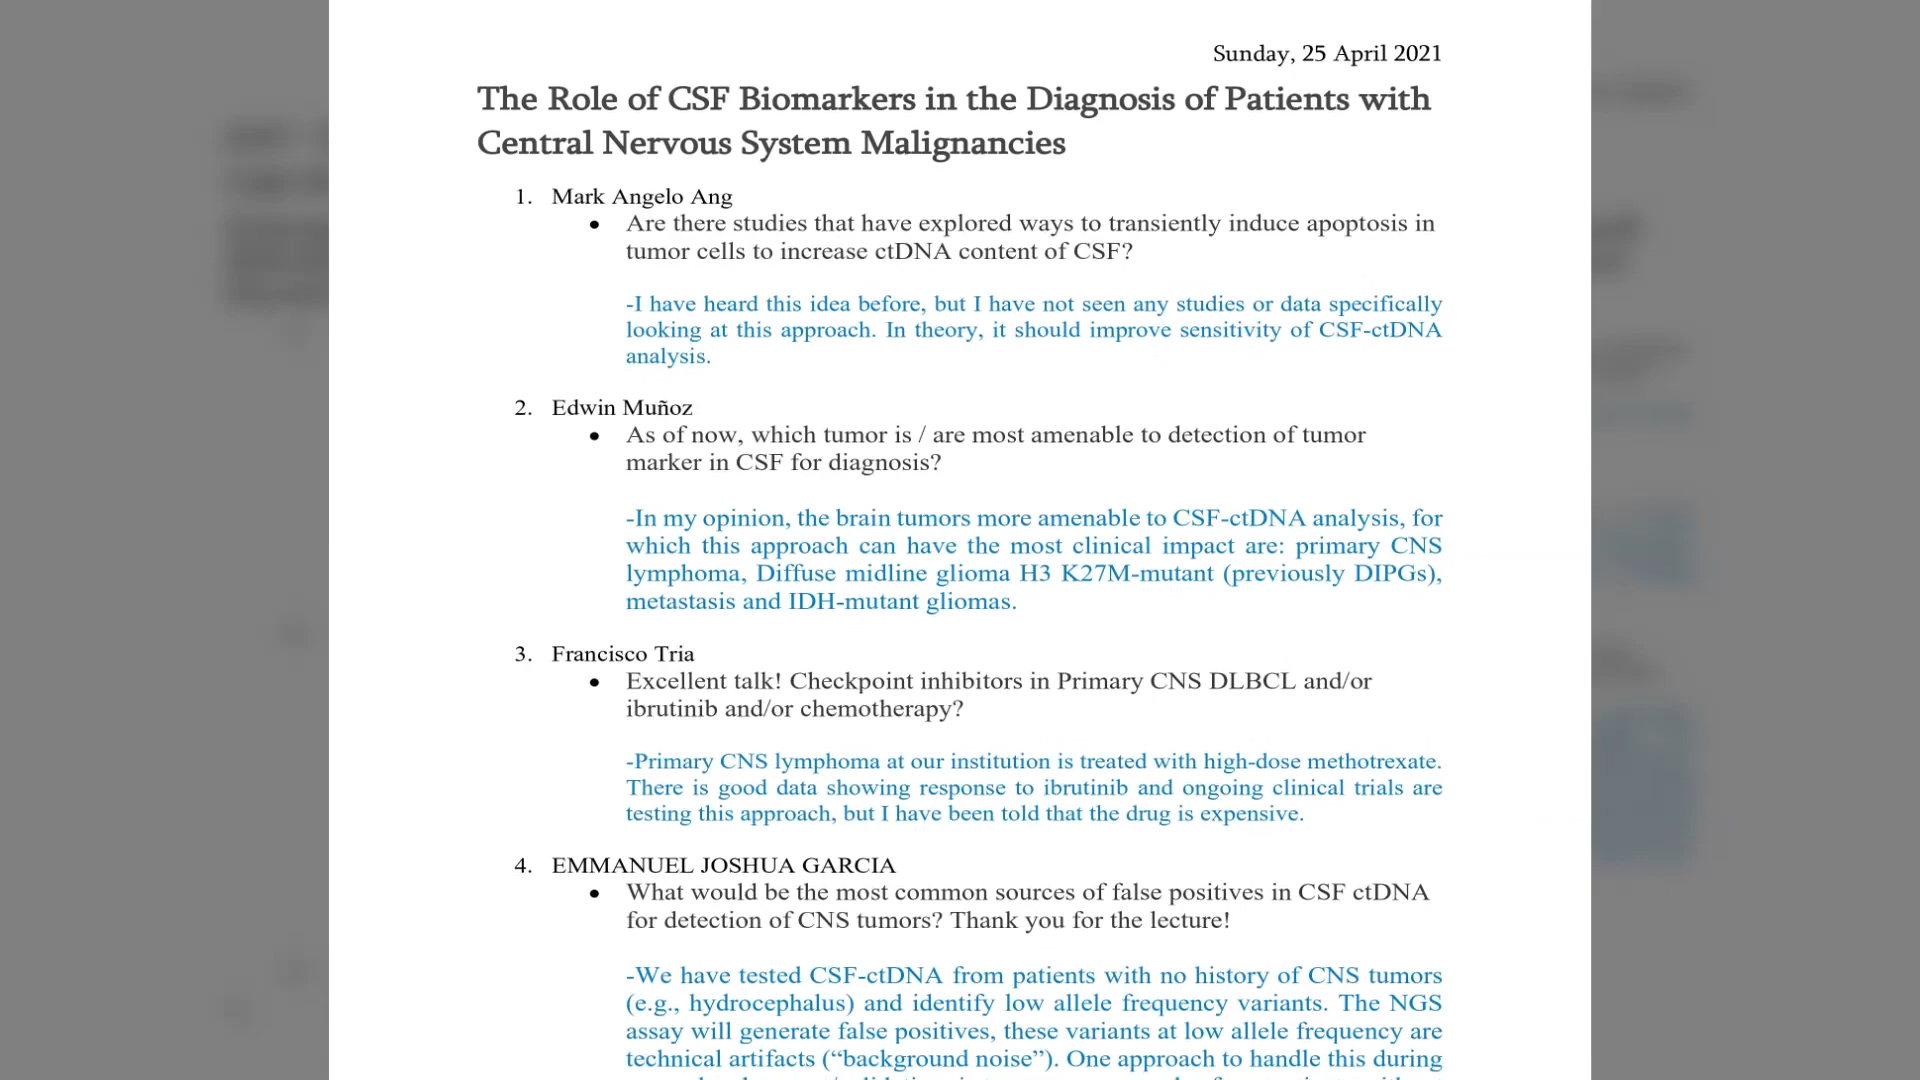 Sunday, 25 April 2021
The Role of CSF Biomarkers in the Diagnosis of Patients with
Central Nervous System Malignancies
1. Mark Angelo Ang
• Are there studies that have explored ways to transiently induce apoptosis in
tumor cells to increase ctDNA content of CSF?
-I have heard this idea before, but I have not seen any studies or data specifically
looking at this approach. In theory, it should improve sensitivity of CSF-ctDNA
analysis.
2. Edwin Muñoz
• As of now, which tumor is / are most amenable to detection of tumor
marker in CSF for diagnosis?
-In my opinion, the brain tumors more amenable to CSF-ctDNA analysis, for
which this approach can have the most clinical impact are: primary CNS
lymphoma, Diffuse midline glioma H3 K27M-mutant (previously DIPGs),
metastasis and IDH-mutant gliomas.
3. Francisco Tria
• Excellent talk! Checkpoint inhibitors in Primary CNS DLBCL and/or
ibrutinib and/or chemotherapy?
-Primary CNS lymphoma at our institution is treated with high-dose methotrexate.
There is good data showing response to ibrutinib and ongoing clinical trials are
testing this approach, but I have been told that the drug is expensive.
4. EMMANUEL JOSHUA GARCIA
• What would be the most common sources of false positives in CSF ctDNA
for detection of CNS tumors? Thank you for the lecture!
-We have tested CSF-ctDNA from patients with no history of CNS tumors
(e.g., hydrocephalus) and identify low allele frequency variants. The NGS
assay will generate false positives, these variants at low allele frequency are
technical artifacts (“background noise”). One approach to handle this during